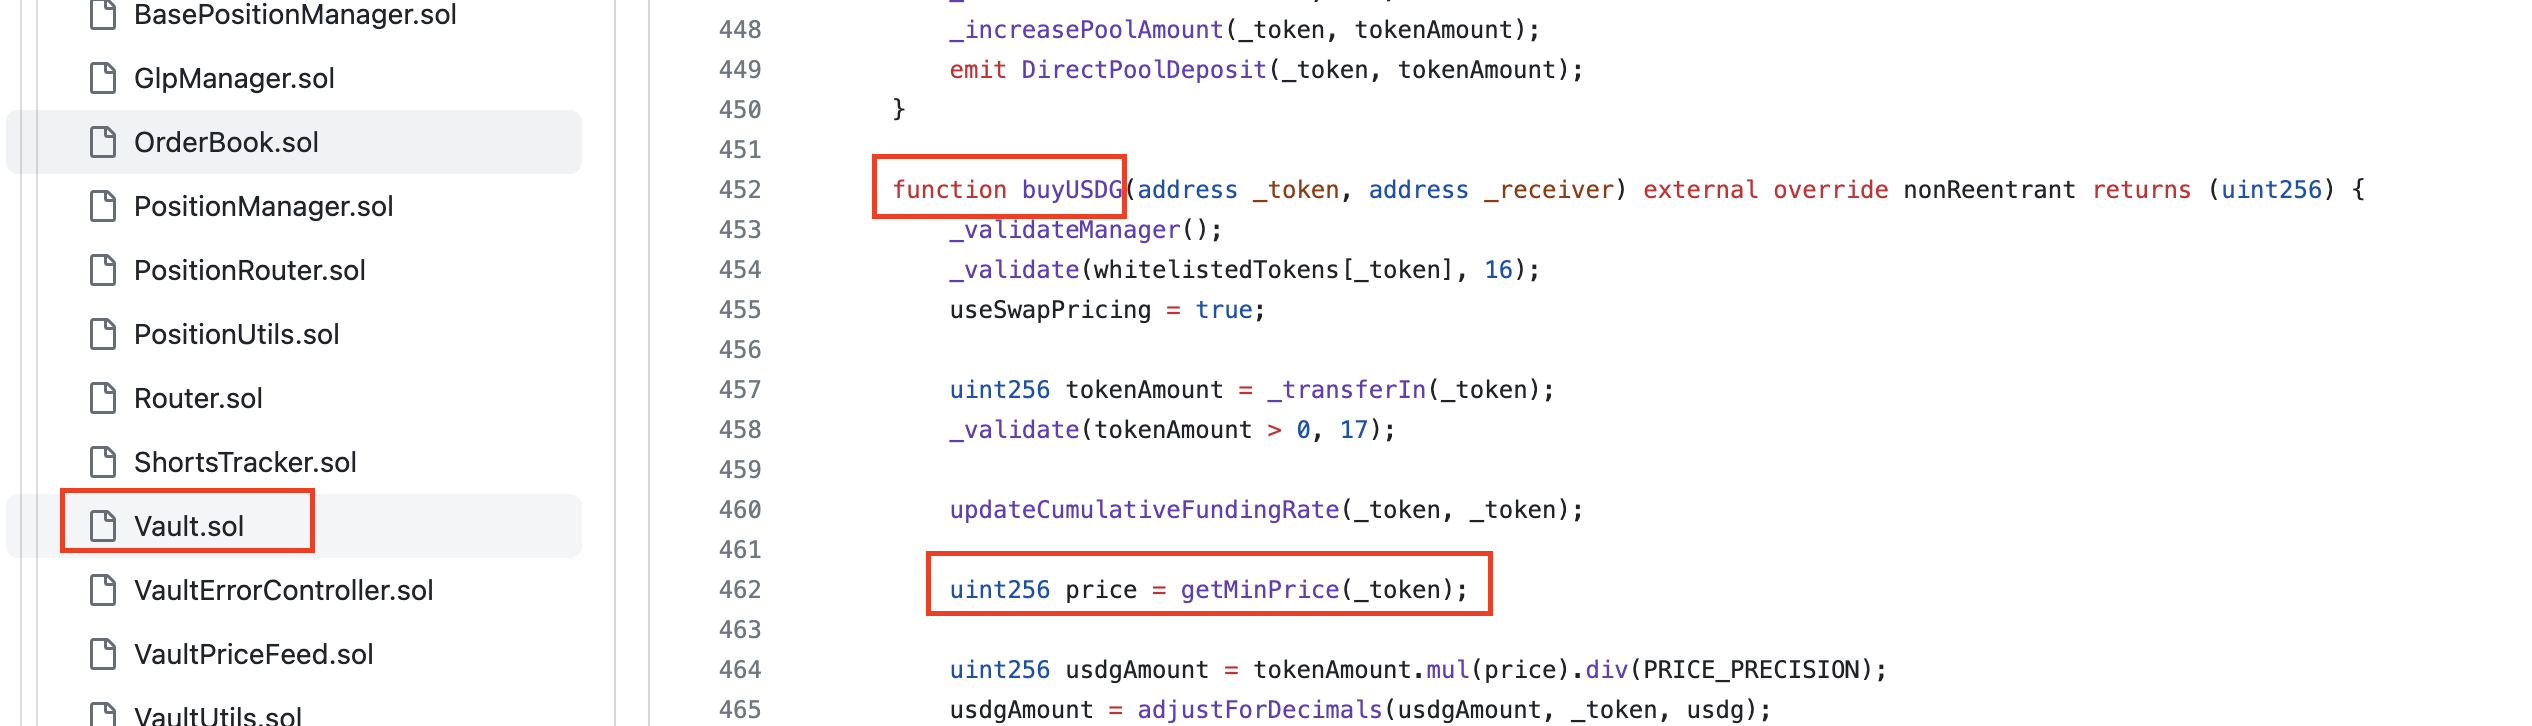 BasePositionManager.sol
GlpManager.sol
OrderBook.sol
PositionManager.sol
PositionRouter.sol
PositionUtils.sol
Router.sol
ShortsTracker.sol
Vault.sol
VaultErrorController.sol
VaultPriceFeed.sol
VaultUtils.sol
448 _increasePoolAmount(_token, tokenAmount);
449 emit DirectPoolDeposit(_token, tokenAmount);
450 }
451
452 function buyUSDG(address _token, address _receiver) external override nonReentrant returns (uint256) {
453 _validateManager();
454 _validate(whitelistedTokens[_token], 16);
455 useSwapPricing = true;
456
457 uint256 tokenAmount = _transferIn(_token);
458 _validate(tokenAmount > 0, 17);
459
460 updateCumulativeFundingRate(_token, _token);
461
462 uint256 price = getMinPrice(_token);
463
464 uint256 usdgAmount = tokenAmount.mul(price).div(PRICE_PRECISION);
465 usdgAmount = adjustForDecimals(usdgAmount, _token, usdg);